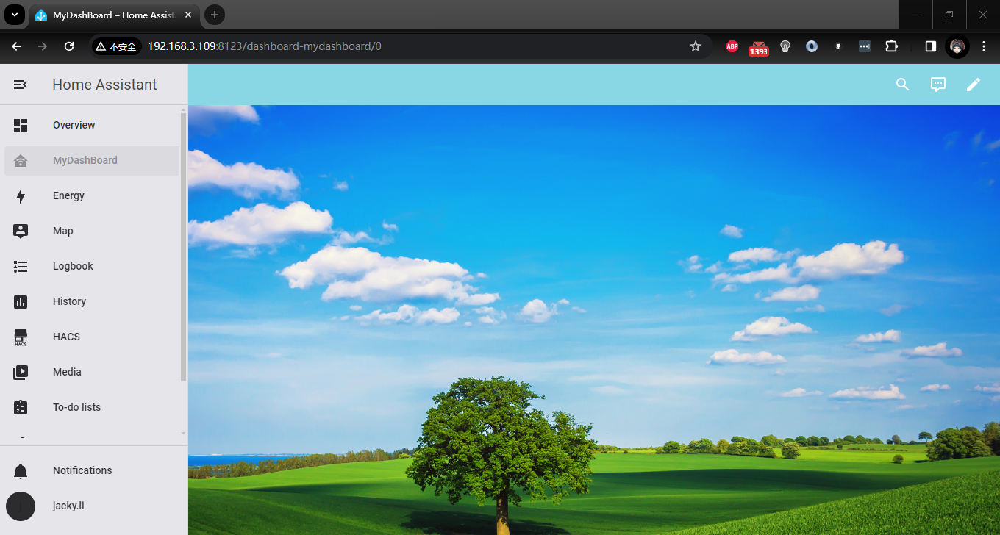 MyDashBoard – Home Assist
不安全 192.168.3.109:8123/dashboard-mydashboard/0
ABP
1393
Home Assistant
Overview
MyDashBoard
Energy
Map
Logbook
History
HACS
HACS
Media
To-do lists
Notifications
jacky.li